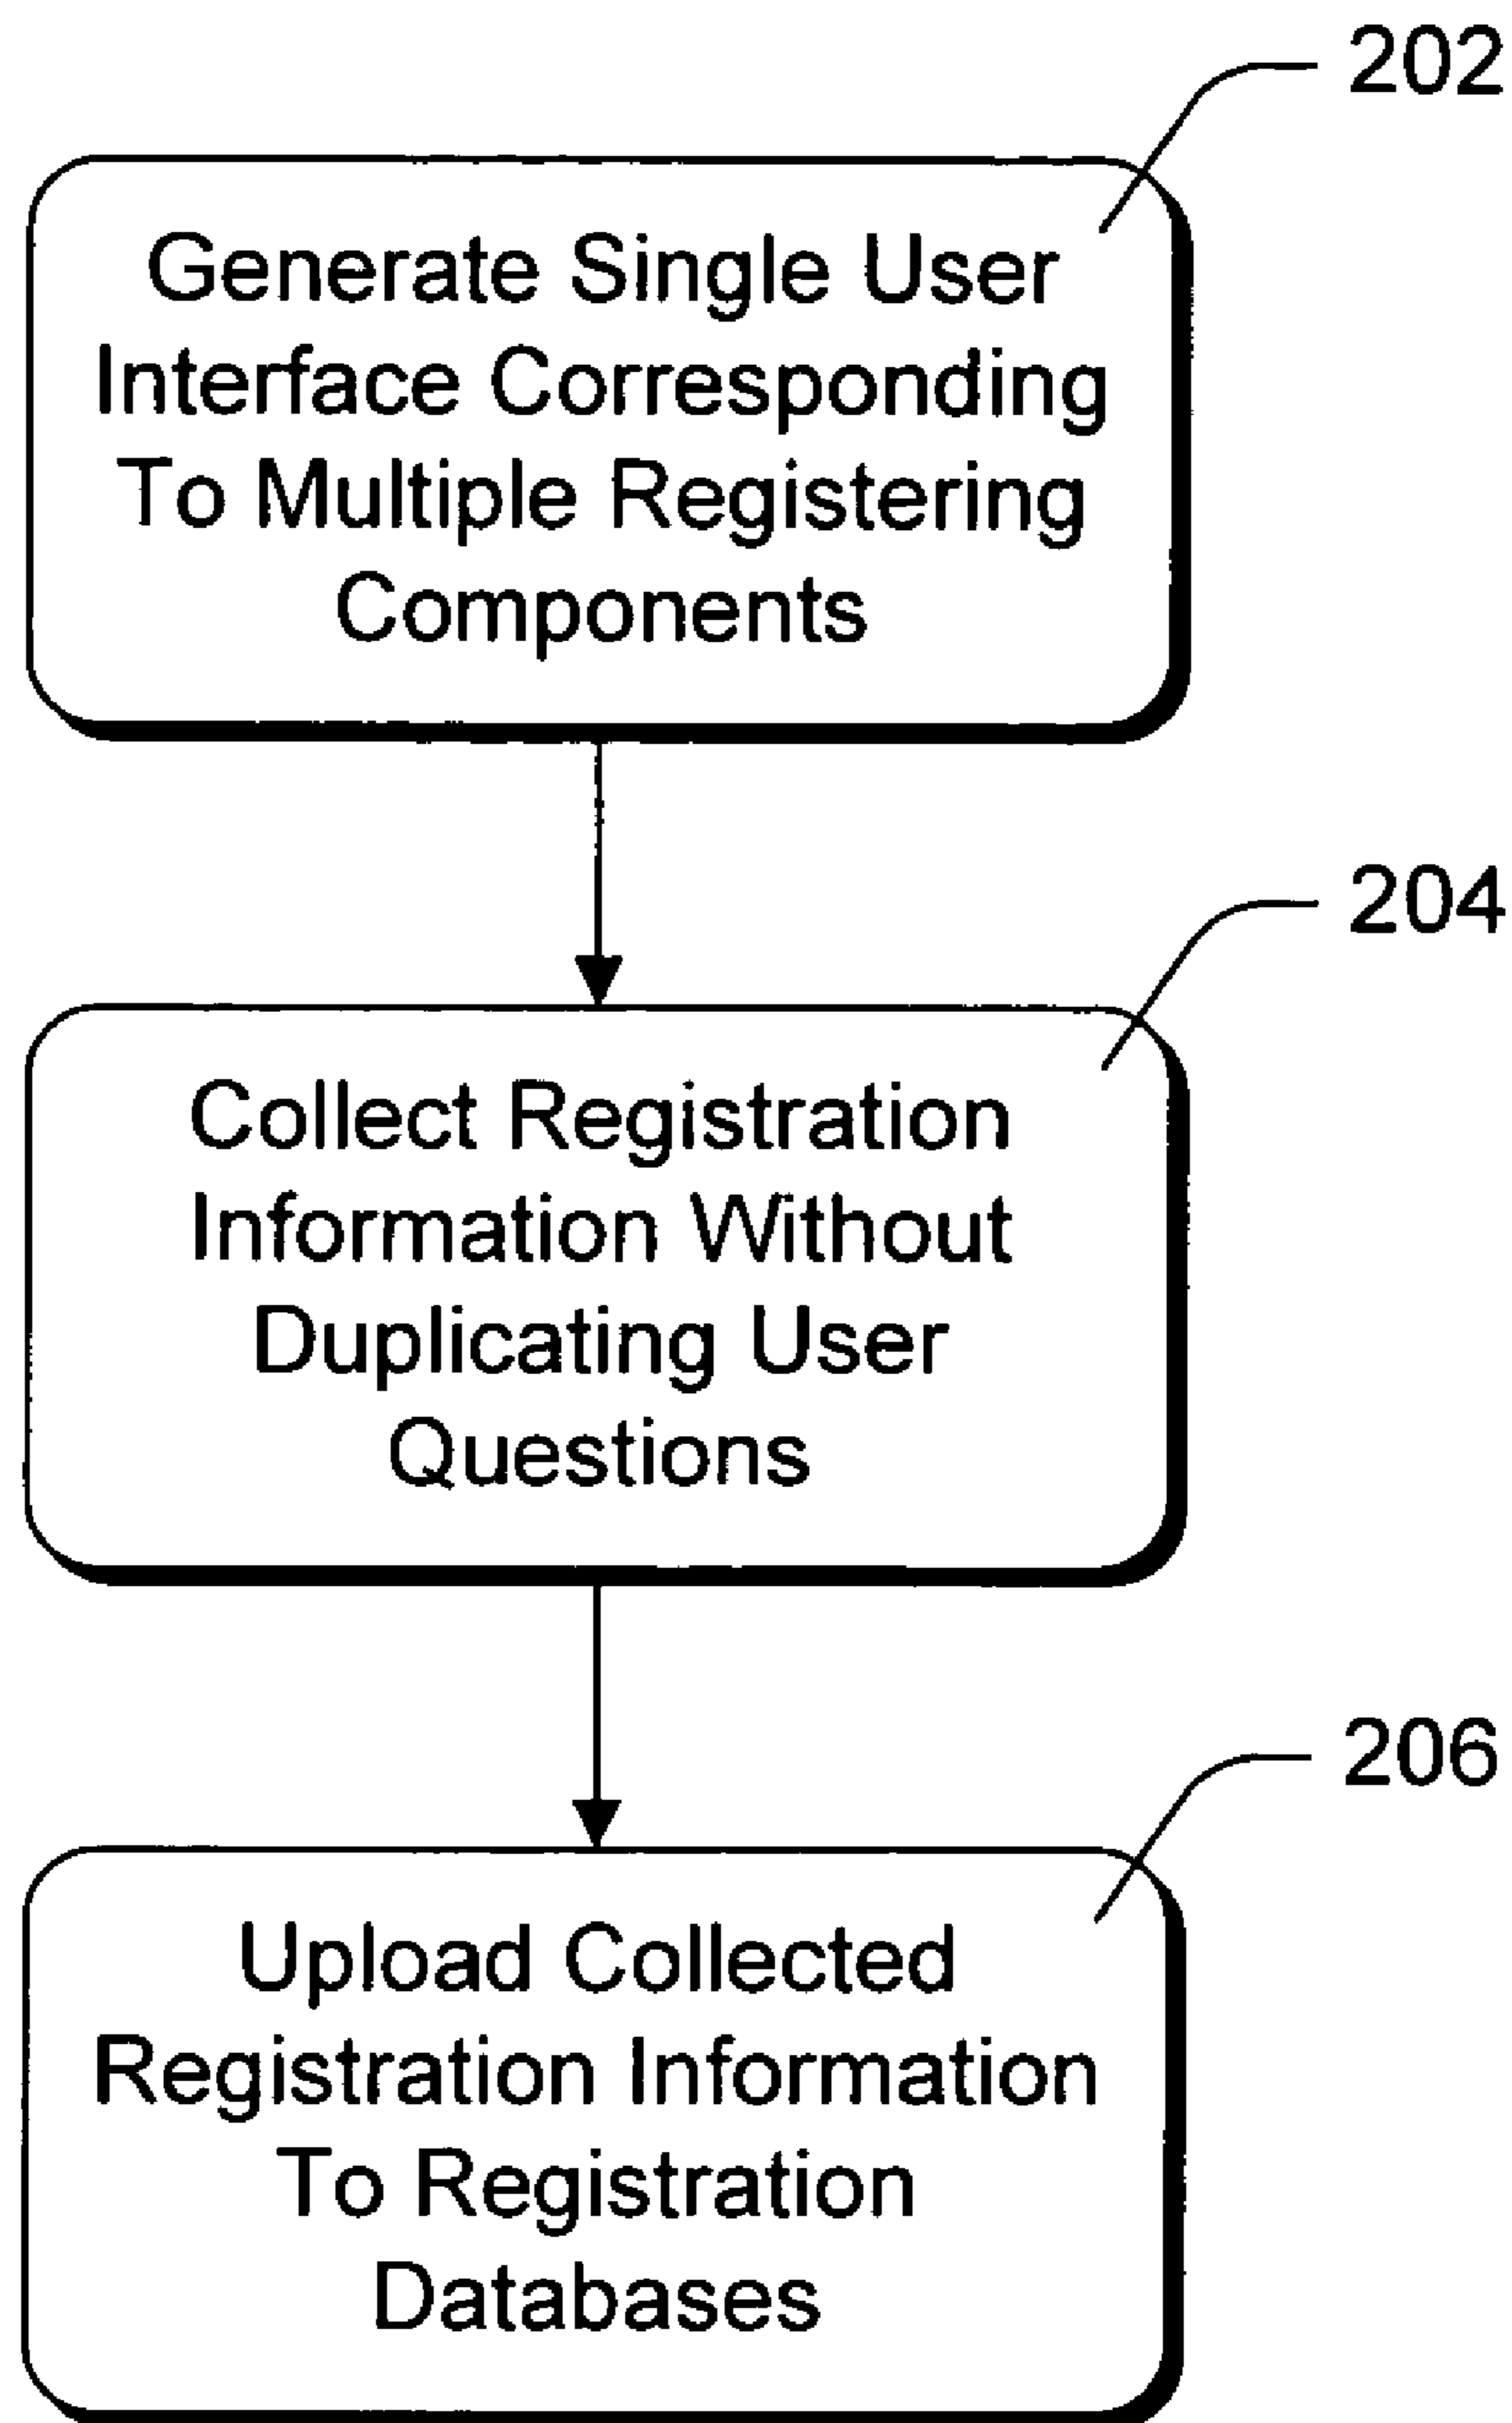 202
Generate Single User
Interface Corresponding
To Multiple Registering
Components
204
Collect Registration
Information Without
Duplicating User
Questions
206
Upload Collected
Registration Information
To Registration
Databases